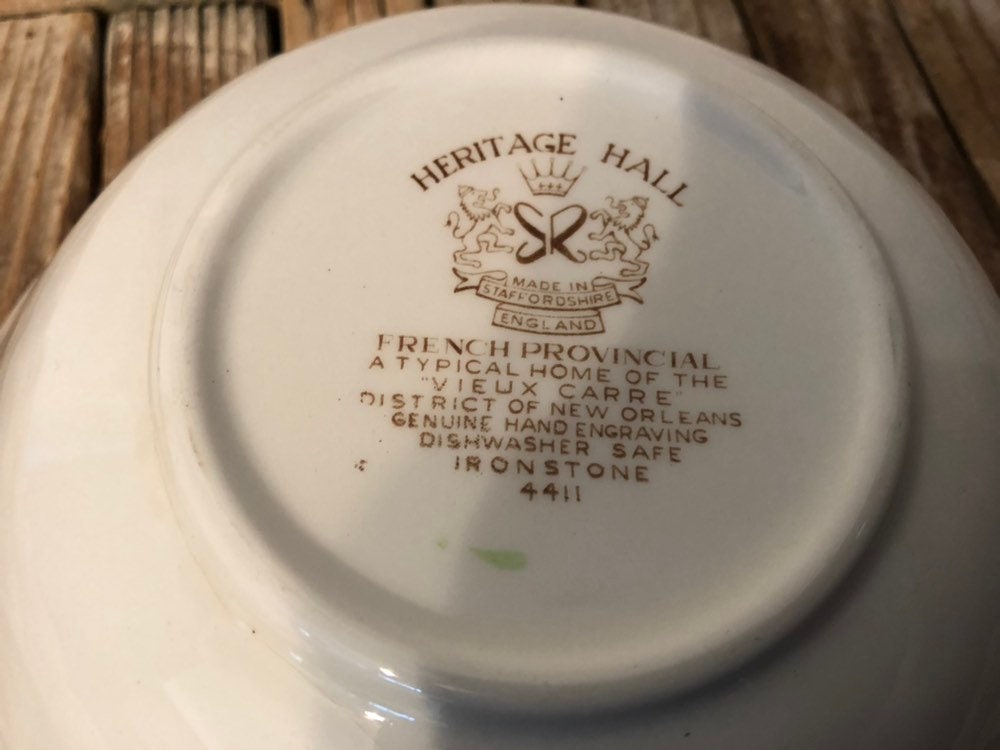 HERITAGE HALL
SR
MADE IN
STAFFORDSHIRE
ENGLAND
FRENCH PROVINCIAL
A TYPICAL HOME OF THE
"VIEUX CARRE"
DISTRICT OF NEW ORLEANS
GENUINE HAND ENGRAVING
DISHWASHER SAFE
IRONSTONE
4411